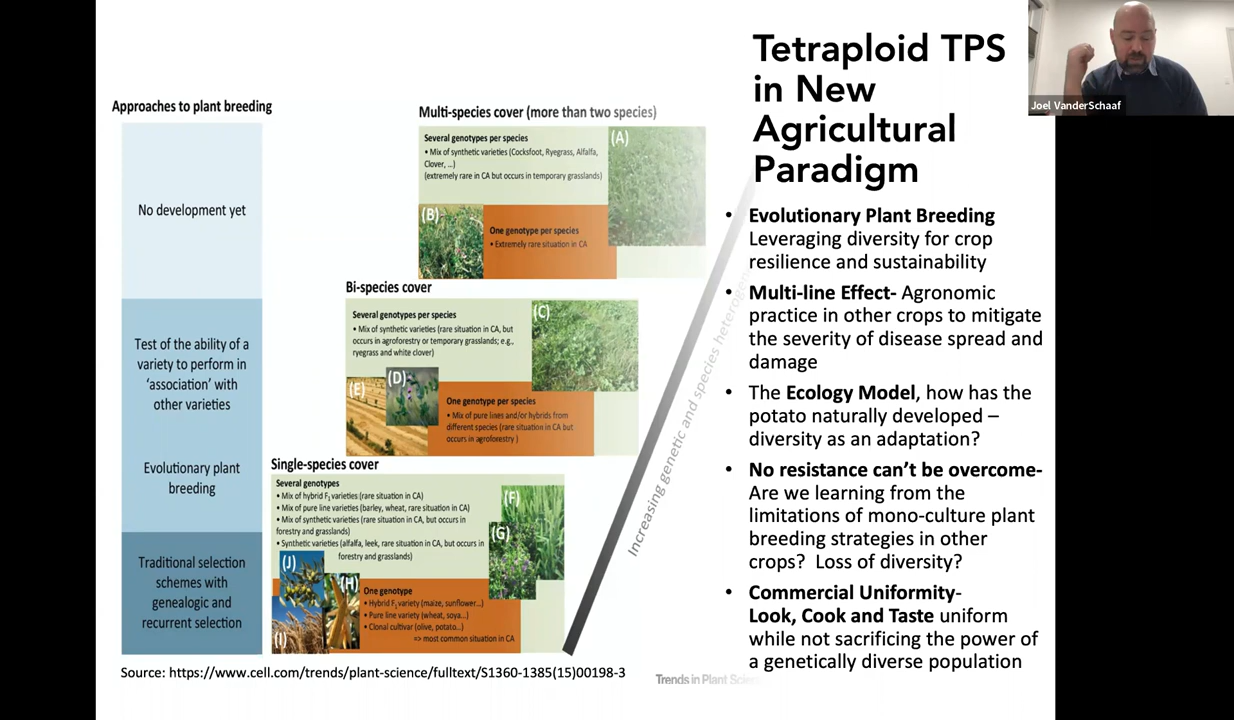 Tetraploid TPS
in New
Agricultural
Paradigm
Joel VanderSchaaf
Approaches to plant breeding
No development yet
Test of the ability of a
variety to perform in
‘association’ with
other varieties
Evolutionary plant
breeding
Traditional selection
schemes with
genealogic and
recurrent selection
Multi-species cover (more than two species)
Several genotypes per species
• Mix of synthetic varieties (Cocksfoot, Ryegrass, Alfalfa,
Clover, ...)
(extremely rare in CA but occurs in temporary grasslands)
(A)
(B)
One genotype per species
• Extremely rare situation in CA
Bi-species cover
Several genotypes per species
• Mix of synthetic varieties (rare situation in CA, but
occurs in agroforestry or temporary grasslands; e.g.,
ryegrass and white clover)
(C)
(D)
(E)
One genotype per species
• Mix of pure lines and/or hybrids from
different species (rare situation in CA but
occurs in agroforestry )
Single-species cover
Several genotypes
• Mix of hybrid F1 varieties (rare situation in CA)
• Mix of pure line varieties (barley, wheat, rare situation in CA)
• Mix of synthetic varieties (rare situation in CA, but occurs in
forestry and grasslands)
• Synthetic varieties (alfalfa, leek, rare situation in CA, but occurs in
forestry and grasslands)
(F)
(G)
(J)
(H)
(I)
One genotype
• Hybrid F1 variety (maize, sunflower...)
• Pure line variety (wheat, soya...)
• Clonal cultivar (olive, potato...)
=> most common situation in CA
Increasing genetic and species
Source: https://www.cell.com/trends/plant-science/fulltext/S1360-1385(15)00198-3
Trends in Plant
• Evolutionary Plant Breeding
Leveraging diversity for crop
resilience and sustainability
• Multi-line Effect- Agronomic
practice in other crops to mitigate
the severity of disease spread and
damage
• The Ecology Model, how has the
potato naturally developed –
diversity as an adaptation?
• No resistance can’t be overcome-
Are we learning from the
limitations of mono-culture plant
breeding strategies in other
crops? Loss of diversity?
• Commercial Uniformity-
Look, Cook and Taste uniform
while not sacrificing the power of
a genetically diverse population